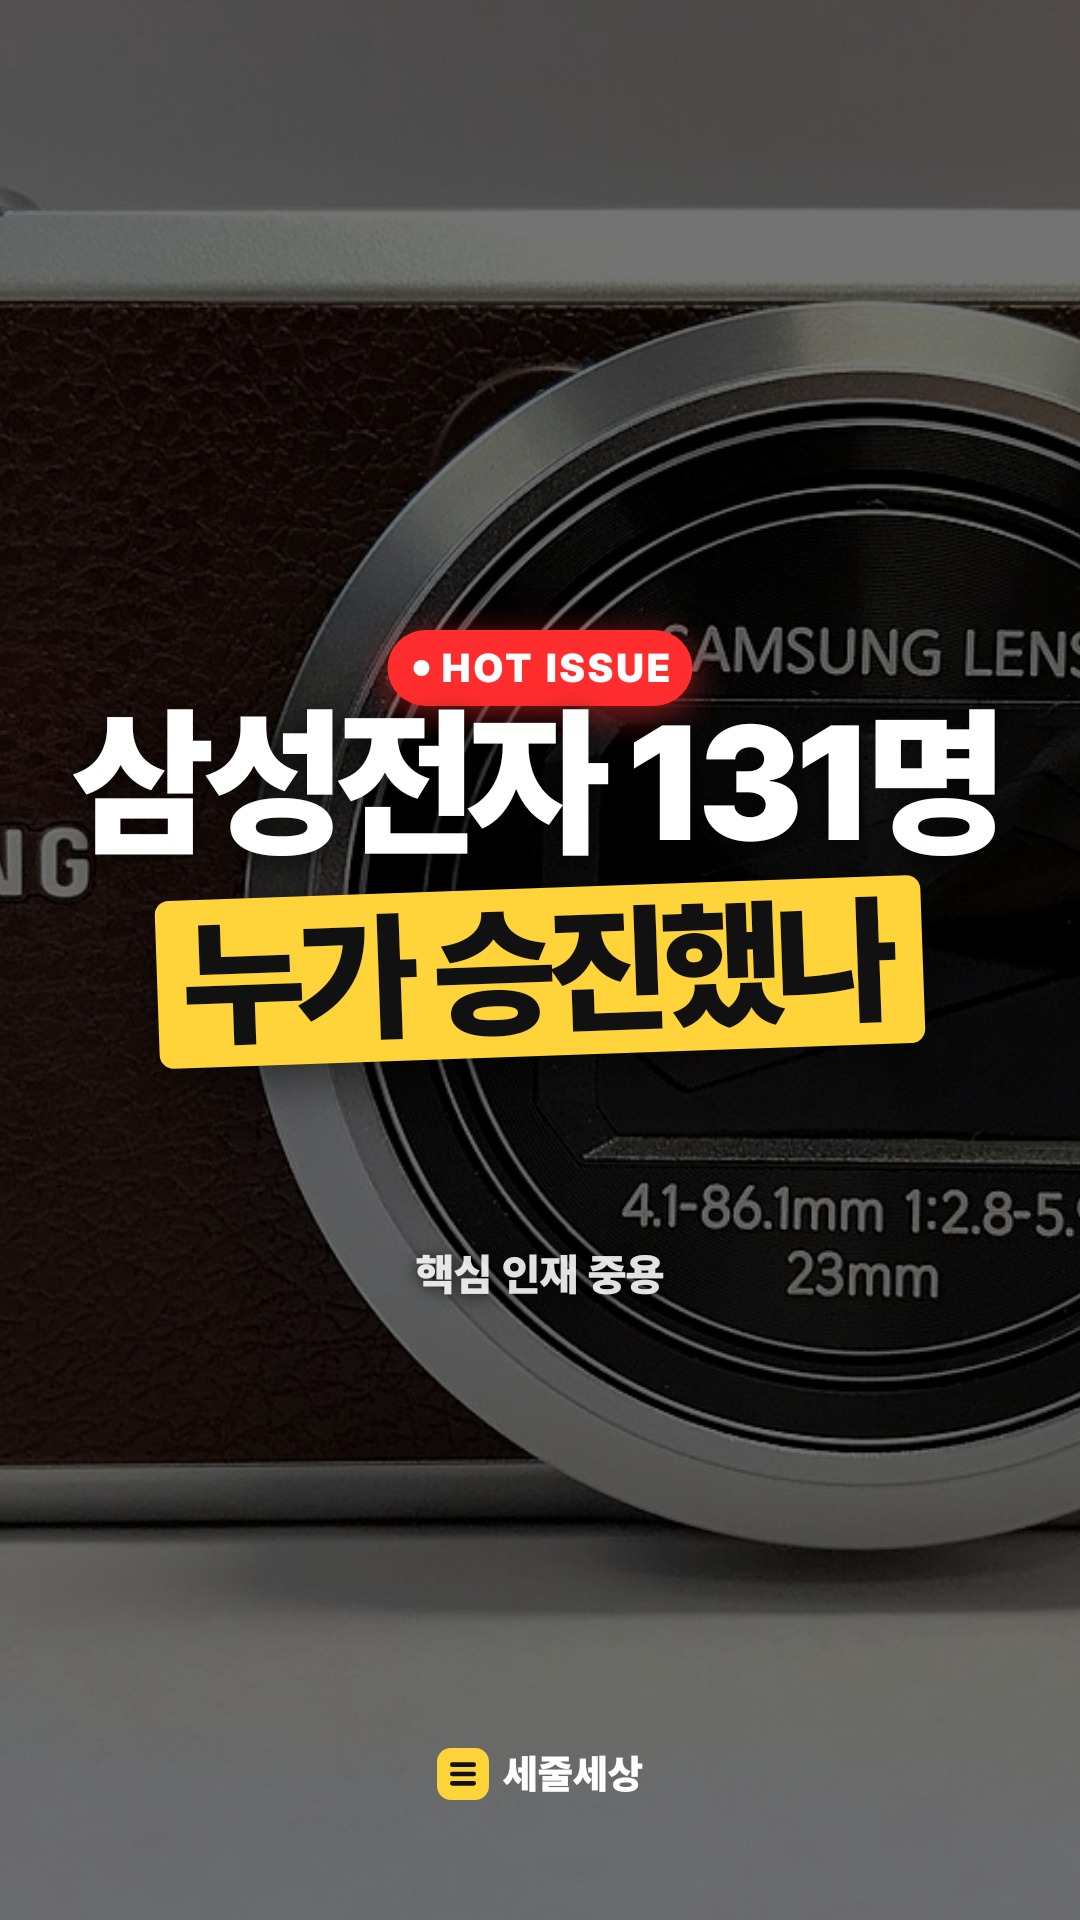 SAMSUNG LENS
• HOT ISSUE
삼성전자 131명
NG
누가 승진했나
4.1-86.1mm 1:2.8-5.9
23mm
핵심 인재 중용
세줄세상